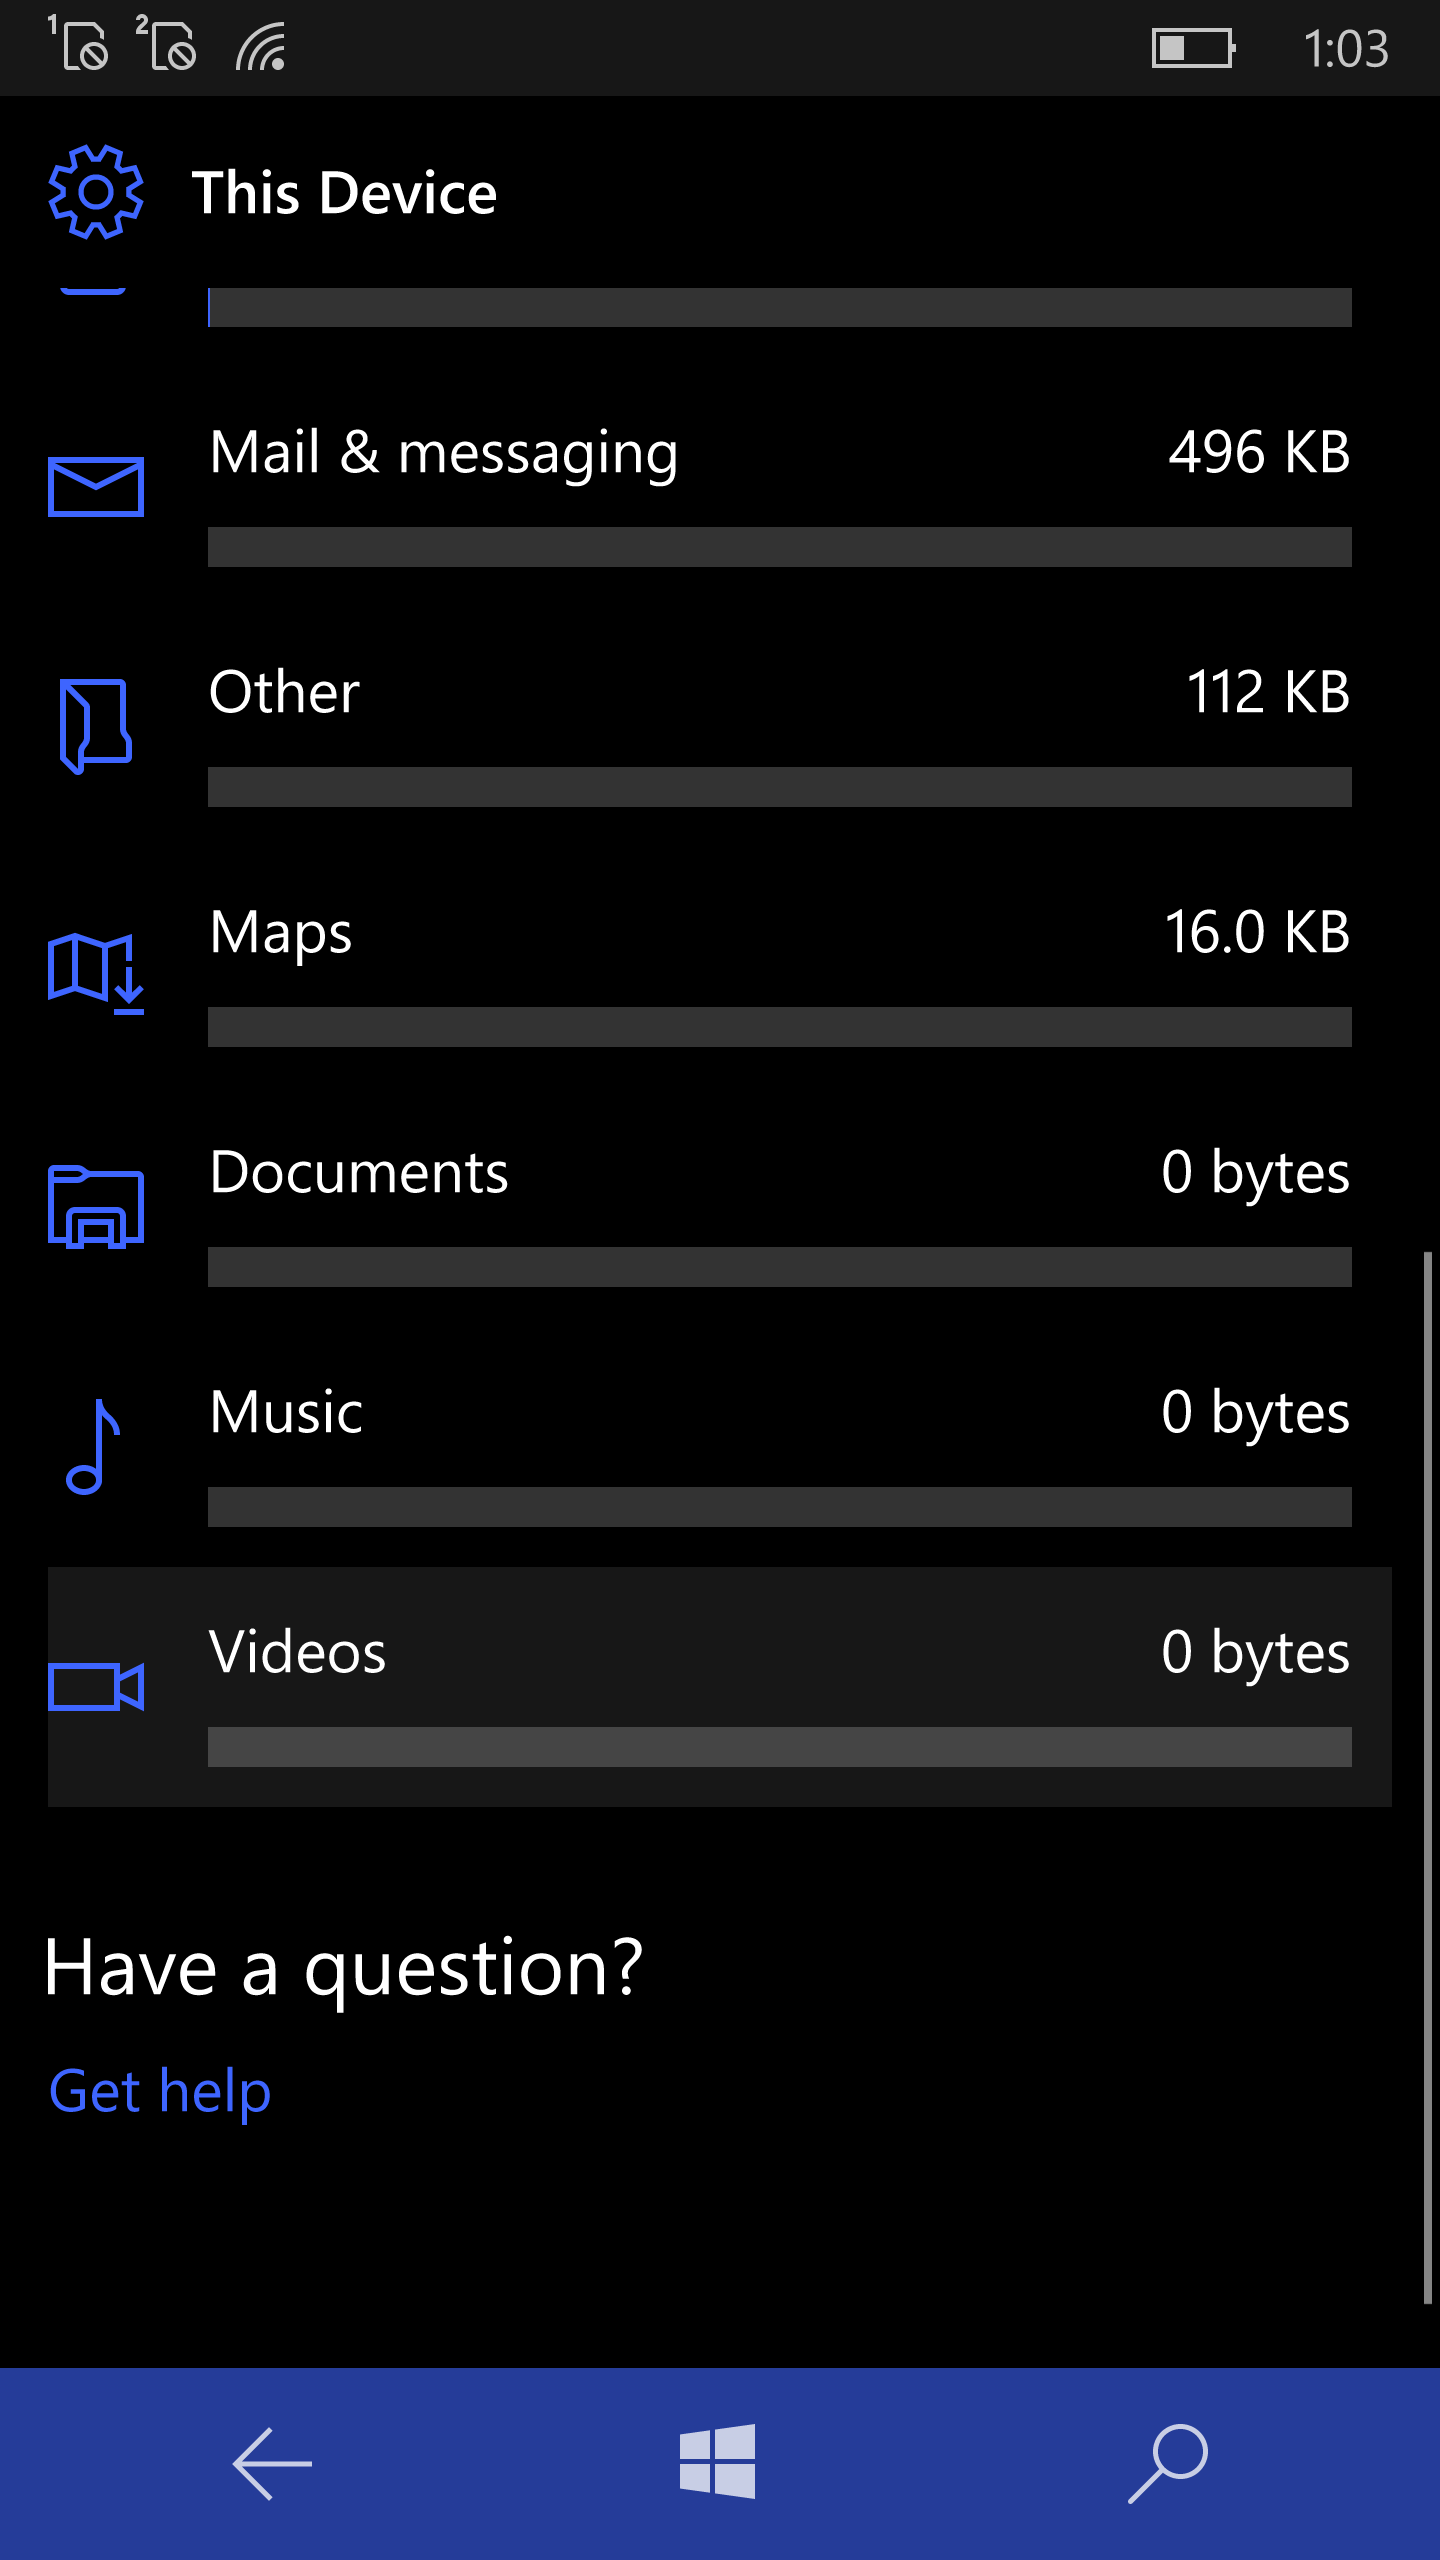 1 2 1:03
This Device
Mail & messaging 496 KB
Other 112 KB
Maps 16.0 KB
Documents 0 bytes
Music 0 bytes
Videos 0 bytes
Have a question?
Get help